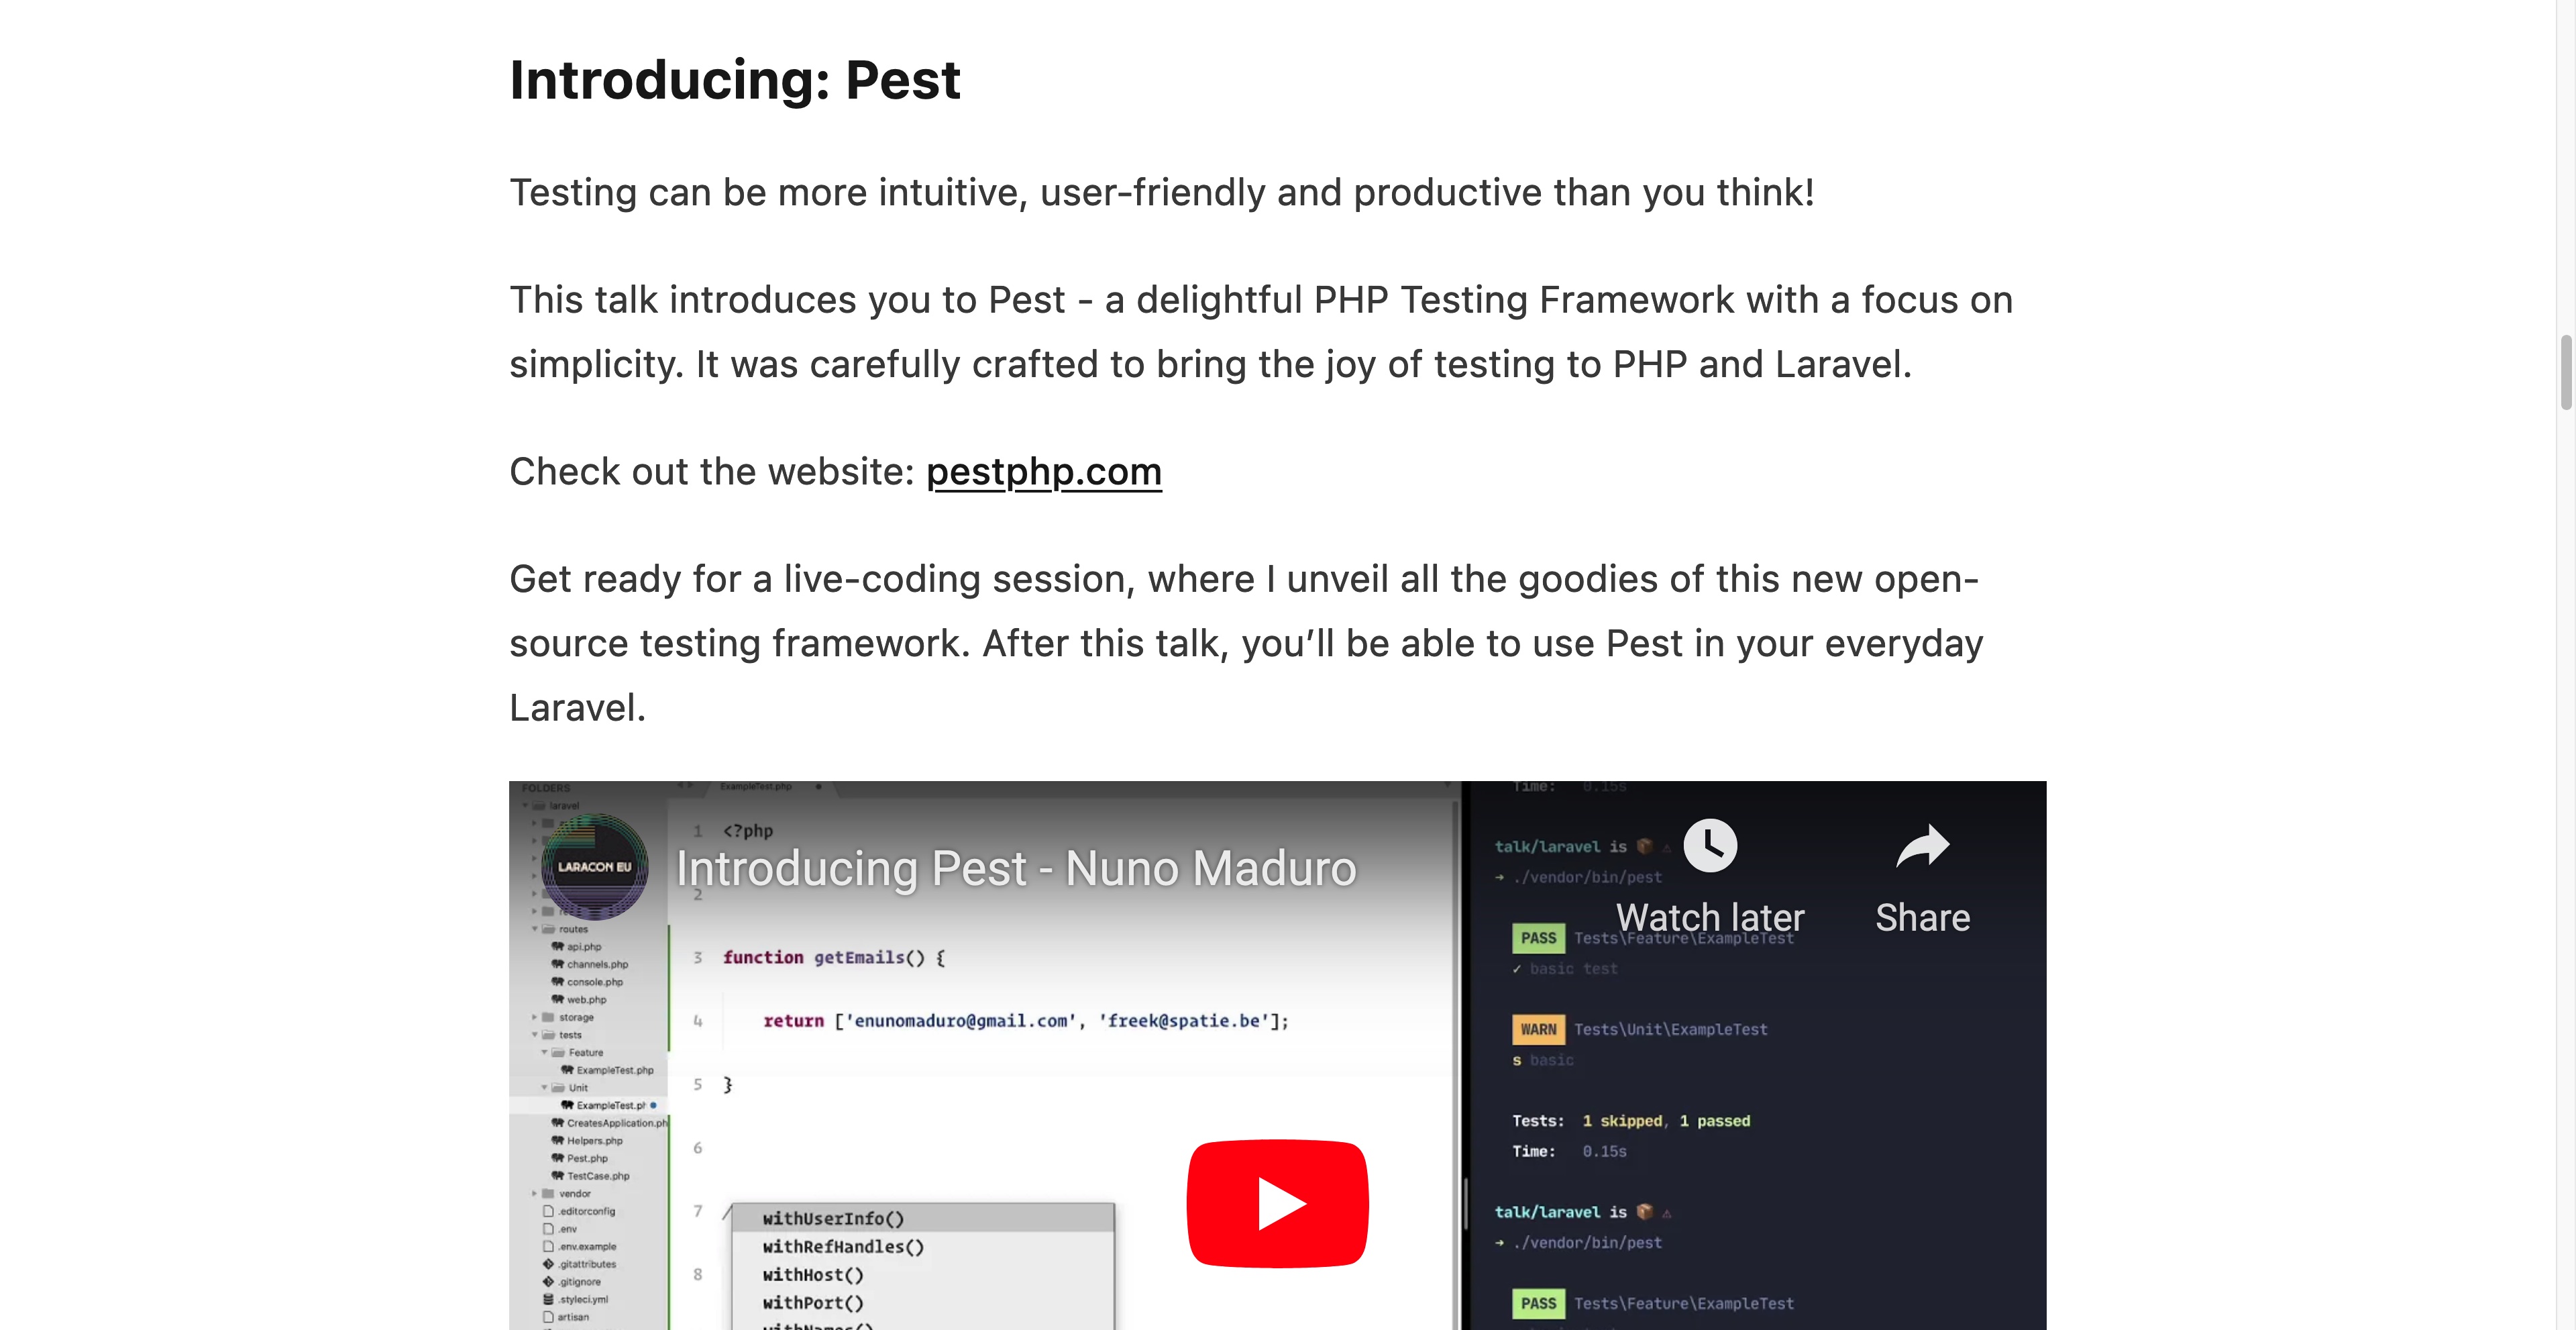 Introducing: Pest
Testing can be more intuitive, user-friendly and productive than you think!
This talk introduces you to Pest - a delightful PHP Testing Framework with a focus on
simplicity. It was carefully crafted to bring the joy of testing to PHP and Laravel.
Check out the website: pestphp.com
Get ready for a live-coding session, where I unveil all the goodies of this new open-
source testing framework. After this talk, you’ll be able to use Pest in your everyday
Laravel.
LARACON EU
Introducing Pest - Nuno Maduro
Watch later
Share
FOLDERS
laravel
routes
api.php
channels.php
console.php
web.php
storage
tests
Feature
ExampleTest.php
Unit
ExampleTest.ph
CreatesApplication.ph
Helpers.php
Pest.php
TestCase.php
vendor
.editorconfig
.env
.env.example
.gitattributes
.gitignore
.styleci.yml
artisan
ExampleTest.php
1 <?php
2
3 function getEmails() {
4 return ['enunomaduro@gmail.com', 'freek@spatie.be'];
5 }
6
7 /
8
withUserInfo()
withRefHandles()
withHost()
withPort()
Time: 0.15s
talk/laravel is
→ ./vendor/bin/pest
PASS Tests\Feature\ExampleTest
✓ basic test
WARN Tests\Unit\ExampleTest
s basic
Tests: 1 skipped, 1 passed
Time: 0.15s
talk/laravel is
→ ./vendor/bin/pest
PASS Tests\Feature\ExampleTest